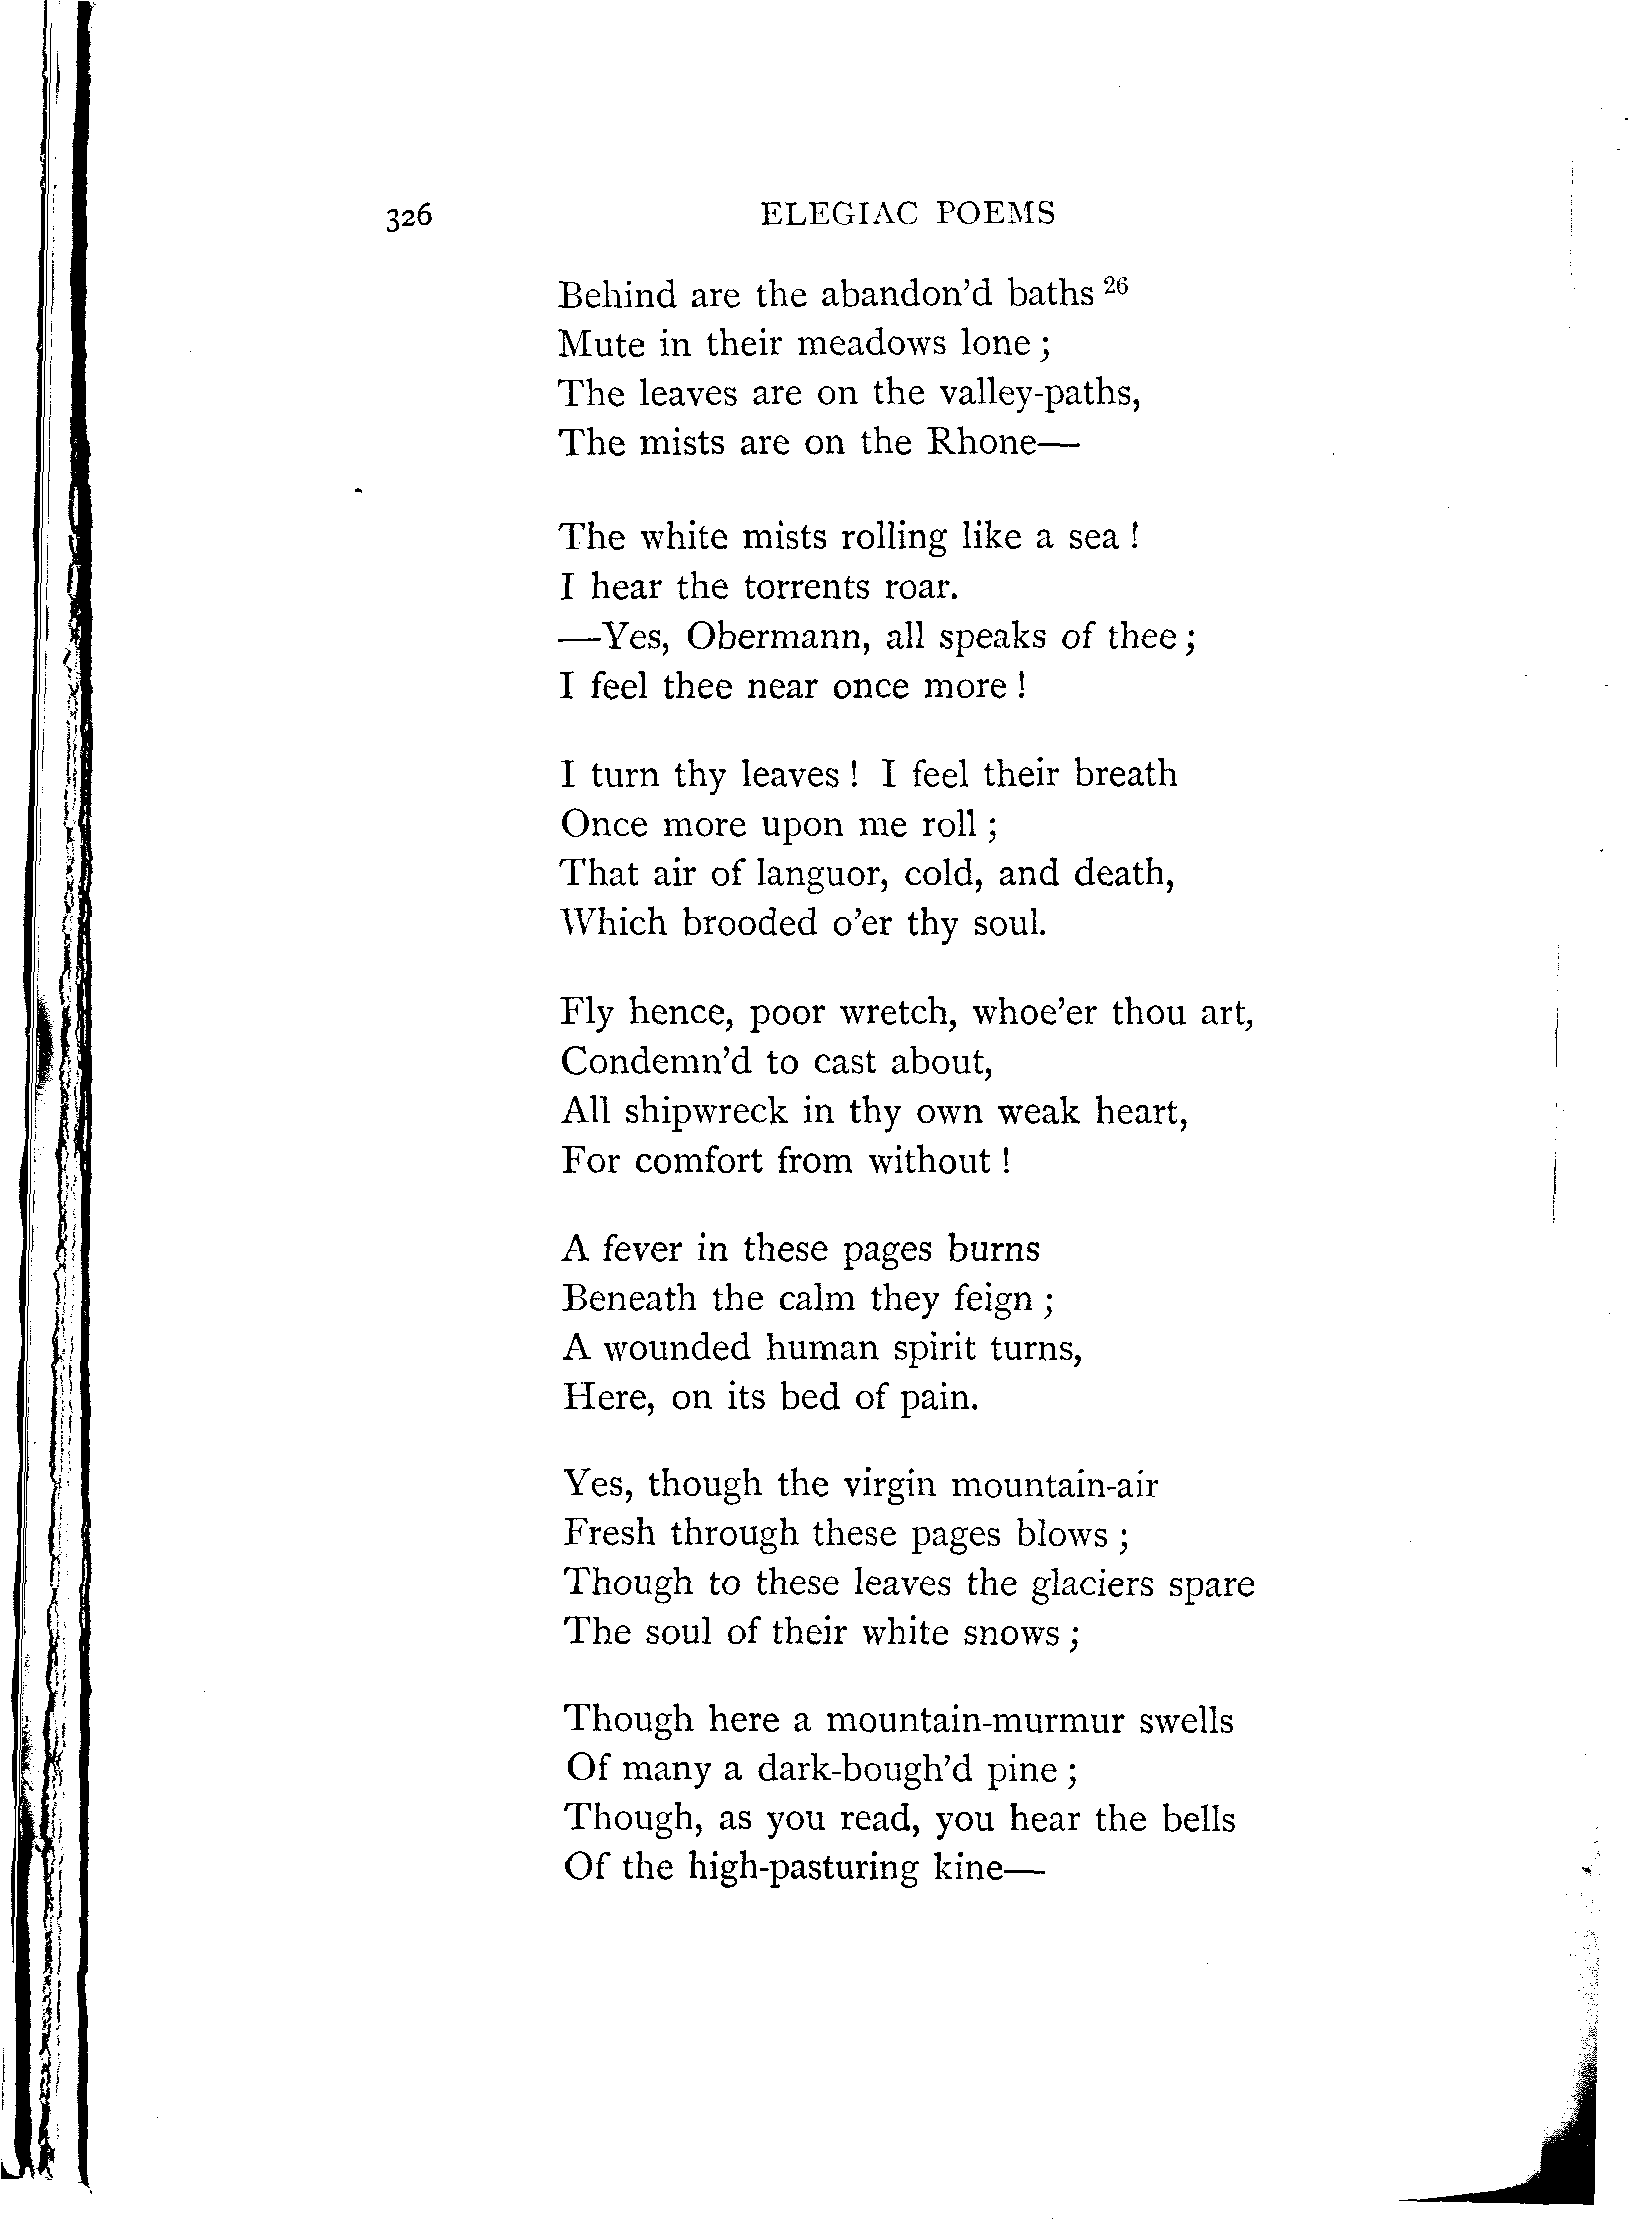 326 ELEGIAC POEMS
Behind are the abandon'd baths 26
Mute in their meadows lone ;
The leaves are on the valley-paths,
The mists are on the Rhone—
The white mists rolling like a sea !
I hear the torrents roar.
—Yes, Obermann, all speaks of thee ;
I feel thee near once more !
I turn thy leaves ! I feel their breath
Once more upon me roll ;
That air of languor, cold, and death,
Which brooded o'er thy soul.
Fly hence, poor wretch, whoe'er thou art,
Condemn'd to cast about,
All shipwreck in thy own weak heart,
For comfort from without !
A fever in these pages burns
Beneath the calm they feign ;
A wounded human spirit turns,
Here, on its bed of pain.
Yes, though the virgin mountain-air
Fresh through these pages blows ;
Though to these leaves the glaciers spare
The soul of their white snows ;
Though here a mountain-murmur swells
Of many a dark-bough'd pine ;
Though, as you read, you hear the bells
Of the high-pasturing kine—